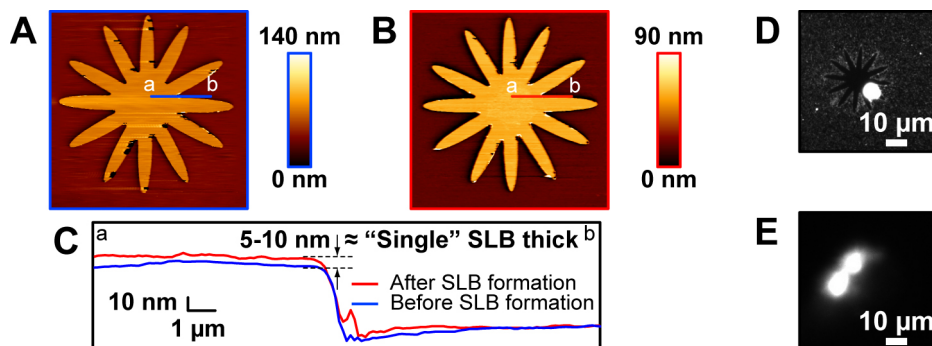 A
140 nm
a
b
0 nm
B
90 nm
a
b
0 nm
C
a
5-10 nm ≈ “Single” SLB thick
b
After SLB formation
Before SLB formation
10 nm
1 μm
D
10 μm
E
10 μm